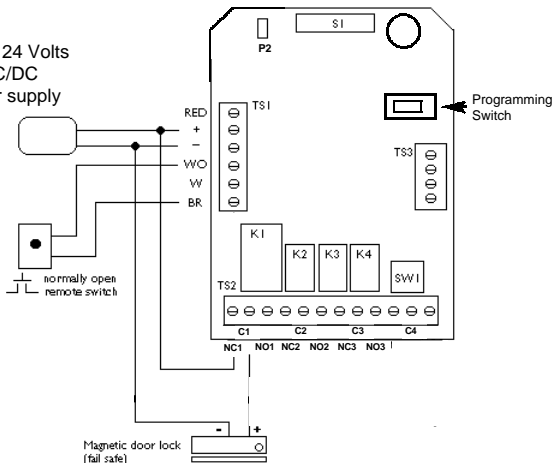 24 Volts
C/DC
r supply
S1
P2
Programming
Switch
RED
+
–
WO
W
BR
TS1
TS3
K1
K2
K3
K4
SW1
TS2
C1
C2
C3
C4
NC1
NO1
NC2
NO2
NC3
NO3
normally open
remote switch
- +
Magnetic door lock
(fail safe)